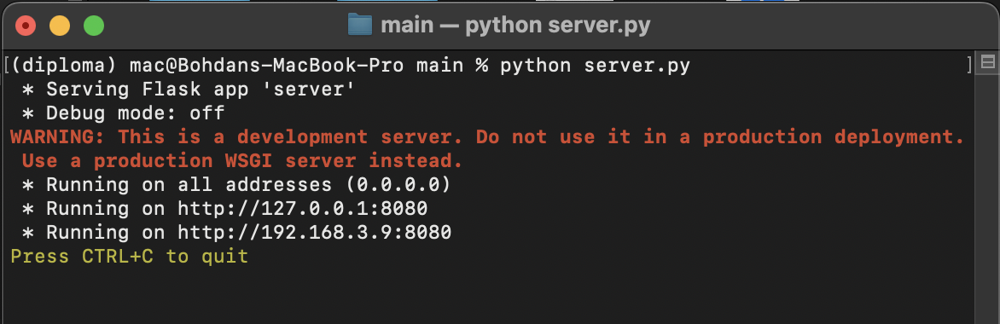 main — python server.py
[(diploma) mac@Bohdans-MacBook-Pro main % python server.py ]
 * Serving Flask app 'server'
 * Debug mode: off
WARNING: This is a development server. Do not use it in a production deployment.
 Use a production WSGI server instead.
 * Running on all addresses (0.0.0.0)
 * Running on http://127.0.0.1:8080
 * Running on http://192.168.3.9:8080
Press CTRL+C to quit